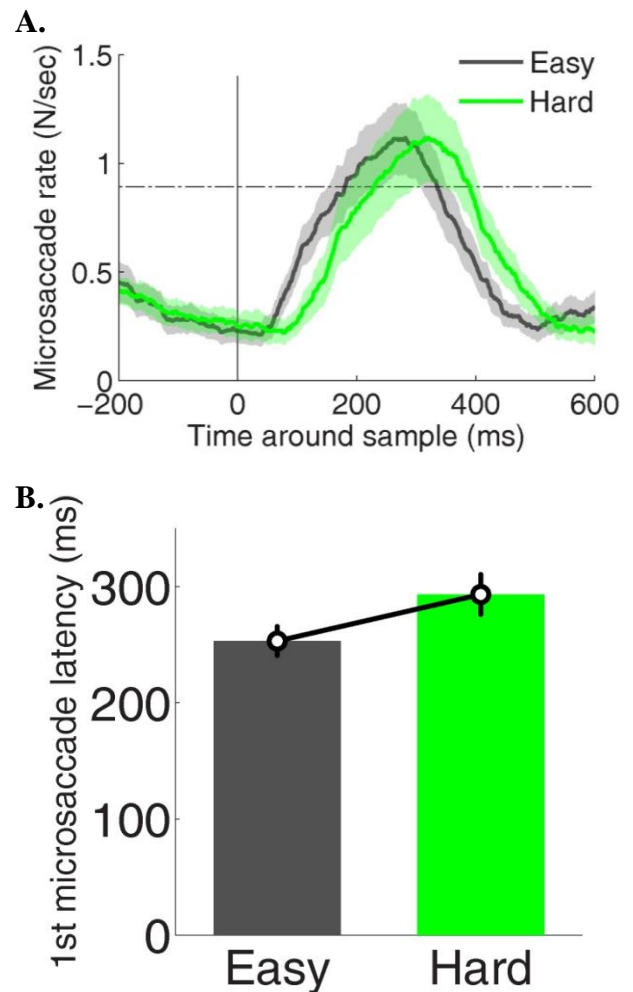 A.
Microsaccade rate (N/sec)
1.5
1
0.5
0
Easy
Hard
−200 0 200 400 600
Time around sample (ms)
B.
1st microsaccade latency (ms)
300
200
100
0
Easy Hard